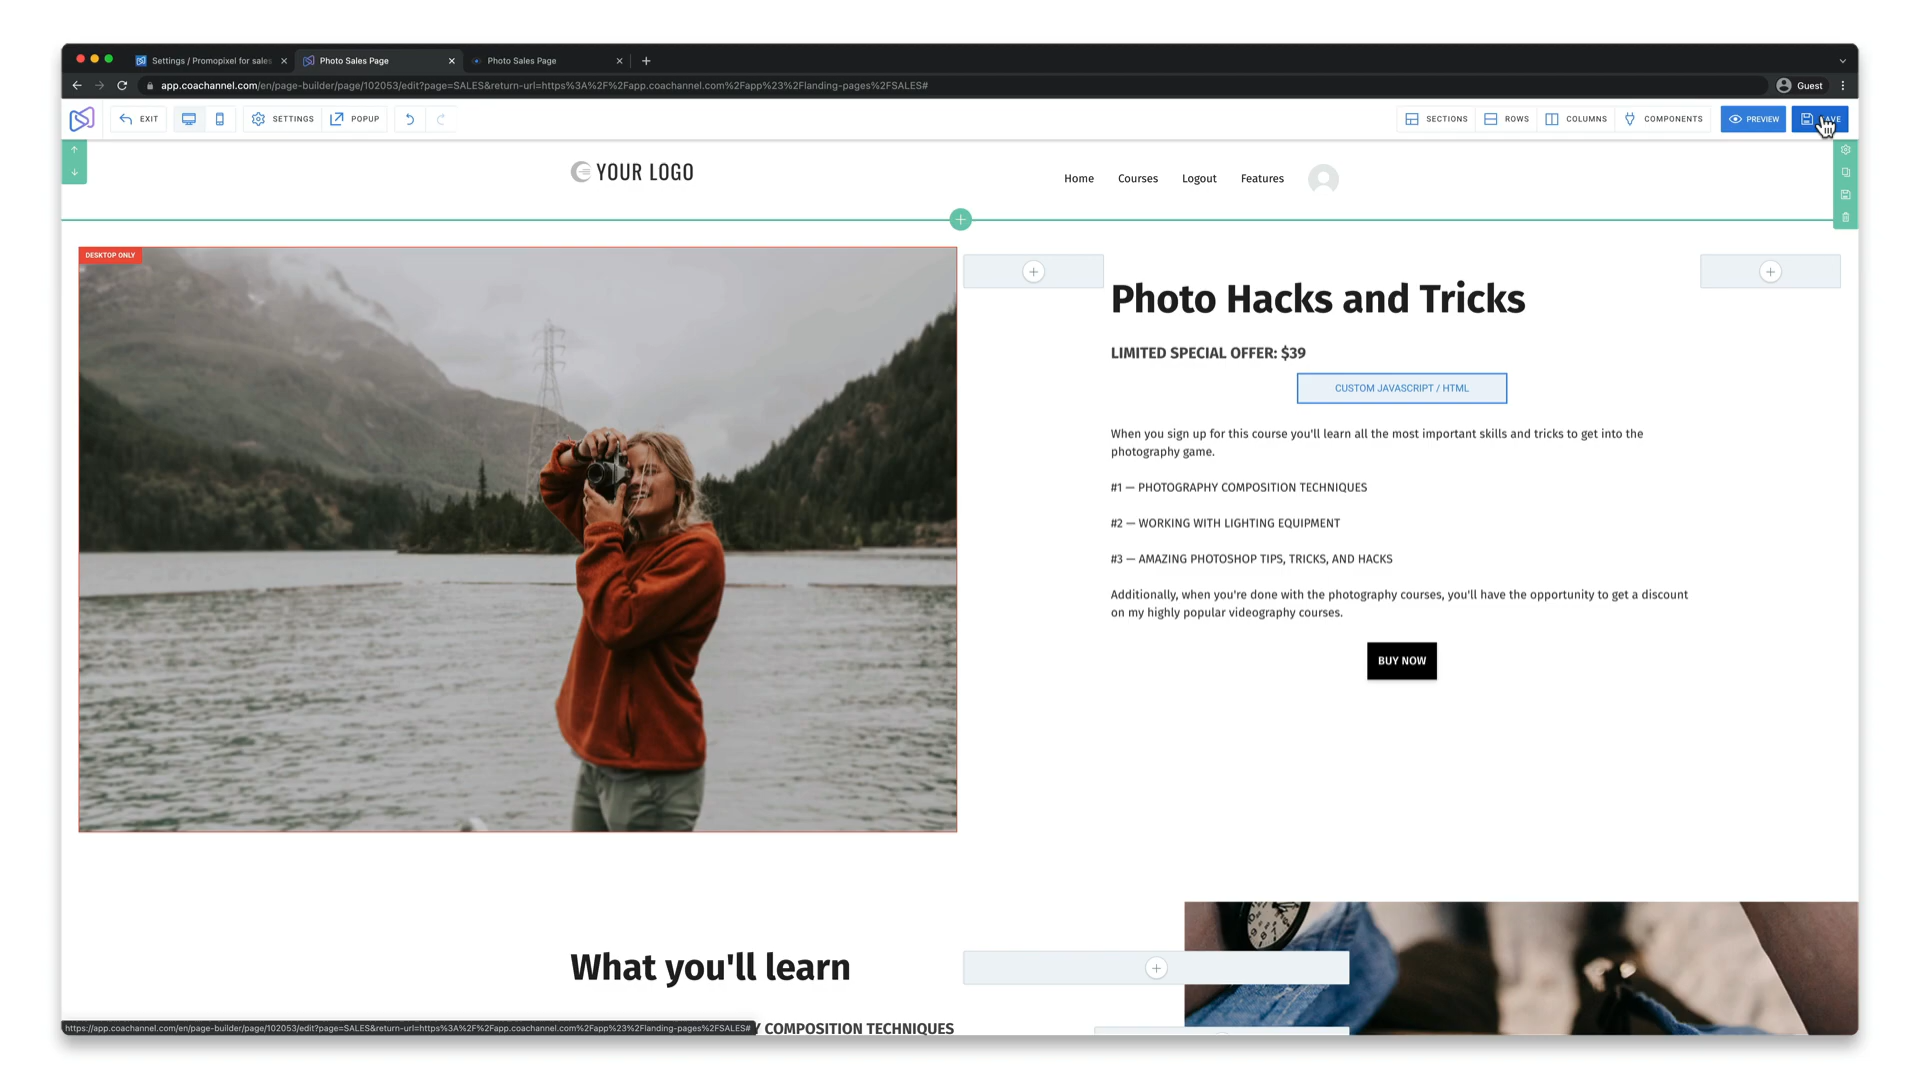 Settings / Promopixel for sales
Photo Sales Page
Photo Sales Page
app.coachannel.com/en/page-builder/page/102053/edit?page=SALES&return-url=https%3A%2F%2Fapp.coachannel.com%2Fapp%23%2Flanding-pages%2FSALES#
Guest
EXIT
SETTINGS
POPUP
SECTIONS
ROWS
COLUMNS
COMPONENTS
PREVIEW
YOUR LOGO
Home
Courses
Logout
Features
DESKTOP ONLY
Photo Hacks and Tricks
LIMITED SPECIAL OFFER: $39
CUSTOM JAVASCRIPT / HTML
When you sign up for this course you'll learn all the most important skills and tricks to get into the
photography game.
#1 — PHOTOGRAPHY COMPOSITION TECHNIQUES
#2 — WORKING WITH LIGHTING EQUIPMENT
#3 — AMAZING PHOTOSHOP TIPS, TRICKS, AND HACKS
Additionally, when you're done with the photography courses, you'll have the opportunity to get a discount
on my highly popular videography courses.
BUY NOW
What you'll learn
https://app.coachannel.com/en/page-builder/page/102053/edit?page=SALES&return-url=https%3A%2F%2Fapp.coachannel.com%2Fapp%23%2Flanding-pages%2FSALES#
COMPOSITION TECHNIQUES